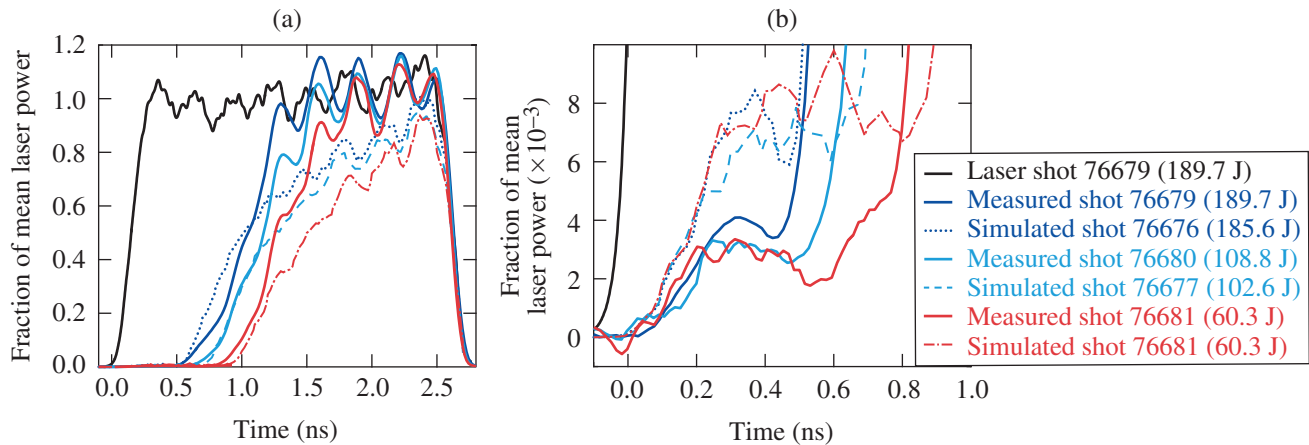 (a)
Fraction of mean laser power
1.2
1.0
0.8
0.6
0.4
0.2
0.0
0.0 0.5 1.0 1.5 2.0 2.5
Time (ns)
(b)
Fraction of mean
laser power (×10⁻³)
8
6
4
2
0
0.0 0.2 0.4 0.6 0.8 1.0
Time (ns)
Laser shot 76679 (189.7 J)
Measured shot 76679 (189.7 J)
Simulated shot 76676 (185.6 J)
Measured shot 76680 (108.8 J)
Simulated shot 76677 (102.6 J)
Measured shot 76681 (60.3 J)
Simulated shot 76681 (60.3 J)